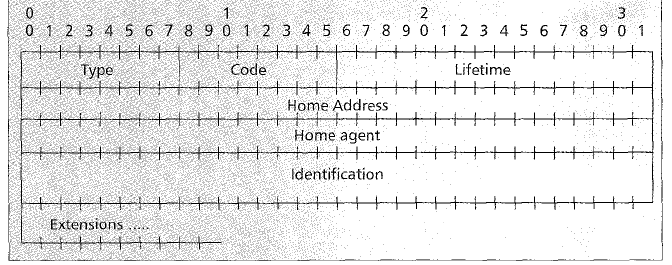 0 1 2 3
0 1 2 3 4 5 6 7 8 9 0 1 2 3 4 5 6 7 8 9 0 1 2 3 4 5 6 7 8 9 0 1
Type Code Lifetime
Home Address
Home agent
Identification
Extensions .....